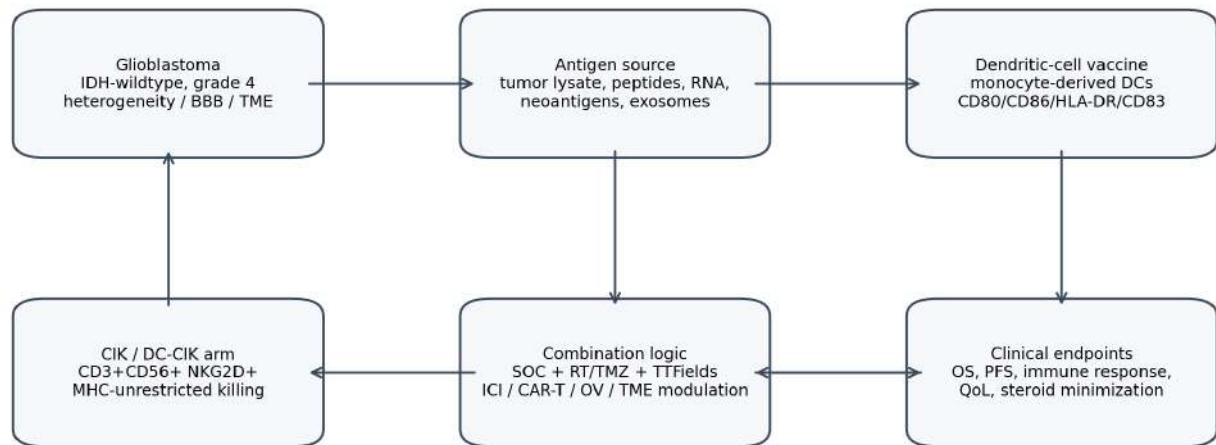 Glioblastoma
IDH-wildtype, grade 4
heterogeneity / BBB / TME
Antigen source
tumor lysate, peptides, RNA,
neoantigens, exosomes
Dendritic-cell vaccine
monocyte-derived DCs
CD80/CD86/HLA-DR/CD83
CIK / DC-CIK arm
CD3+CD56+ NKG2D+
MHC-unrestricted killing
Combination logic
SOC + RT/TMZ + TTFields
ICI / CAR-T / OV / TME modulation
Clinical endpoints
OS, PFS, immune response,
QoL, steroid minimization